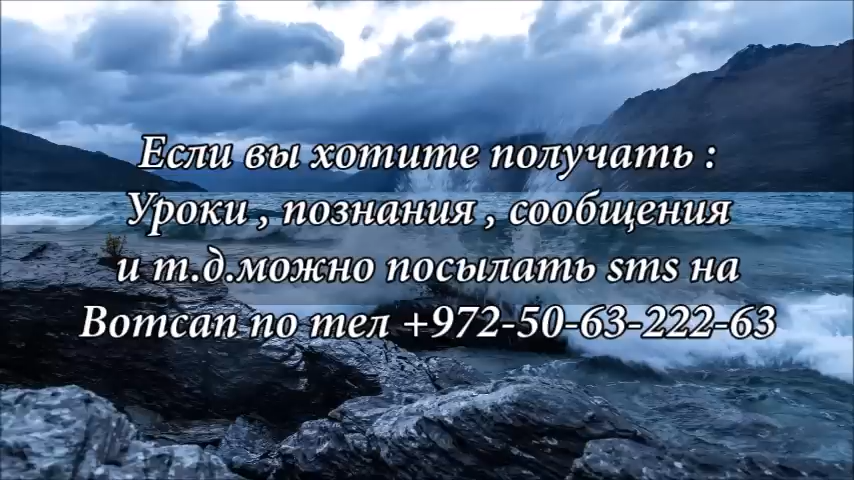 Если вы хотите получать :
Уроки , познания , сообщения
и т.д.можно посылать sms на
Вотсап по тел +972-50-63-222-63